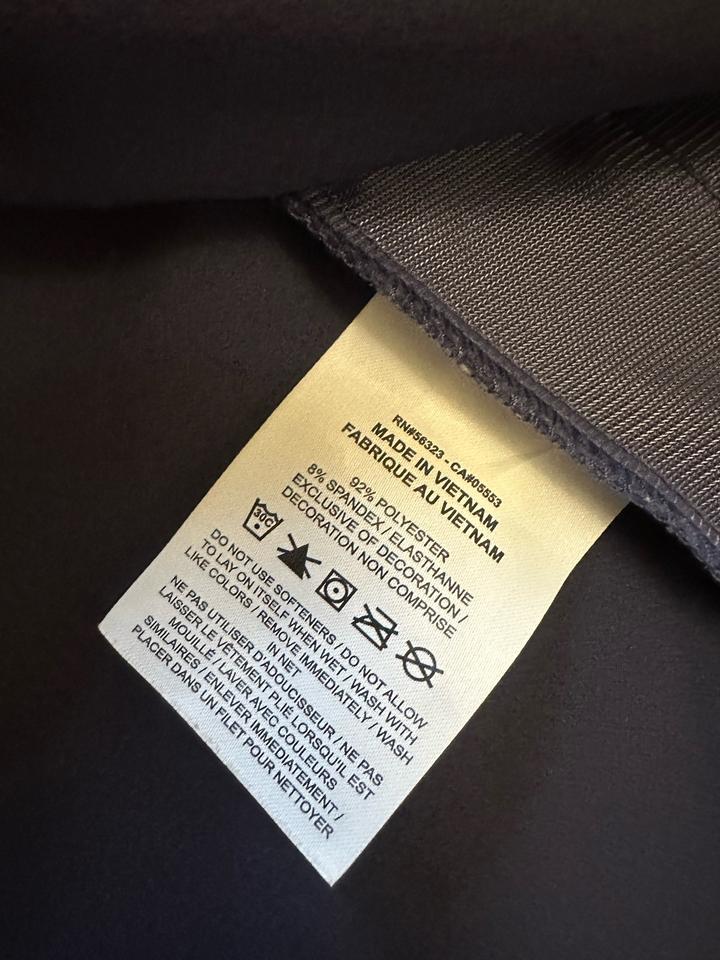 RN#56323 - CA#05553
MADE IN VIETNAM
FABRIQUE AU VIETNAM
92% POLYESTER
8% SPANDEX / ELASTHANNE
EXCLUSIVE OF DECORATION /
DECORATION NON COMPRISE
30C
DO NOT USE SOFTENERS / DO NOT ALLOW
TO LAY ON ITSELF WHEN WET / WASH WITH
LIKE COLORS / REMOVE IMMEDIATELY / WASH
IN NET
NE PAS UTILISER D'ADOUCISSEUR / NE PAS
LAISSER LE VÊTEMENT PLIÉ LORSQU'IL EST
MOUILLÉ / LAVER AVEC COULEURS
SIMILAIRES / ENLEVER IMMEDIATEMENT /
PLACER DANS UN FILET POUR NETTOYER